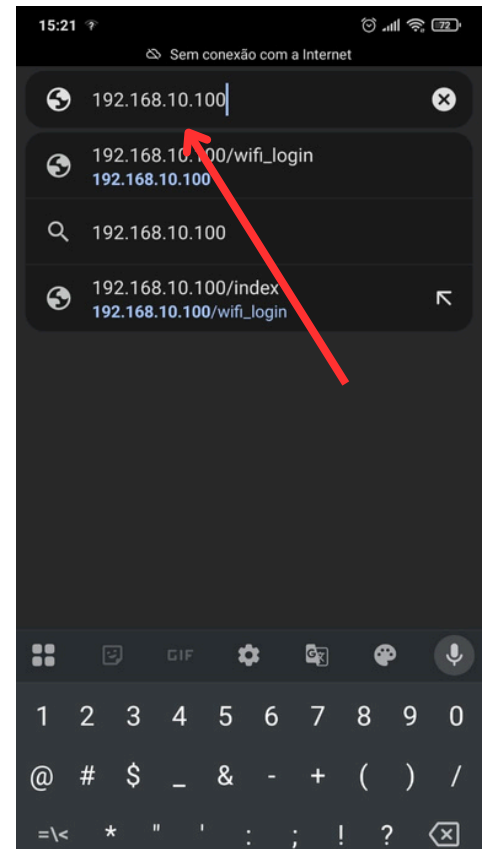 15:21
72
Sem conexão com a Internet
192.168.10.100
192.168.10.100/wifi_login
192.168.10.100
192.168.10.100
192.168.10.100/index
192.168.10.100/wifi_login
GIF
1 2 3 4 5 6 7 8 9 0
@ # $ _ & - + ( ) /
=\< * " ' : ; ! ?